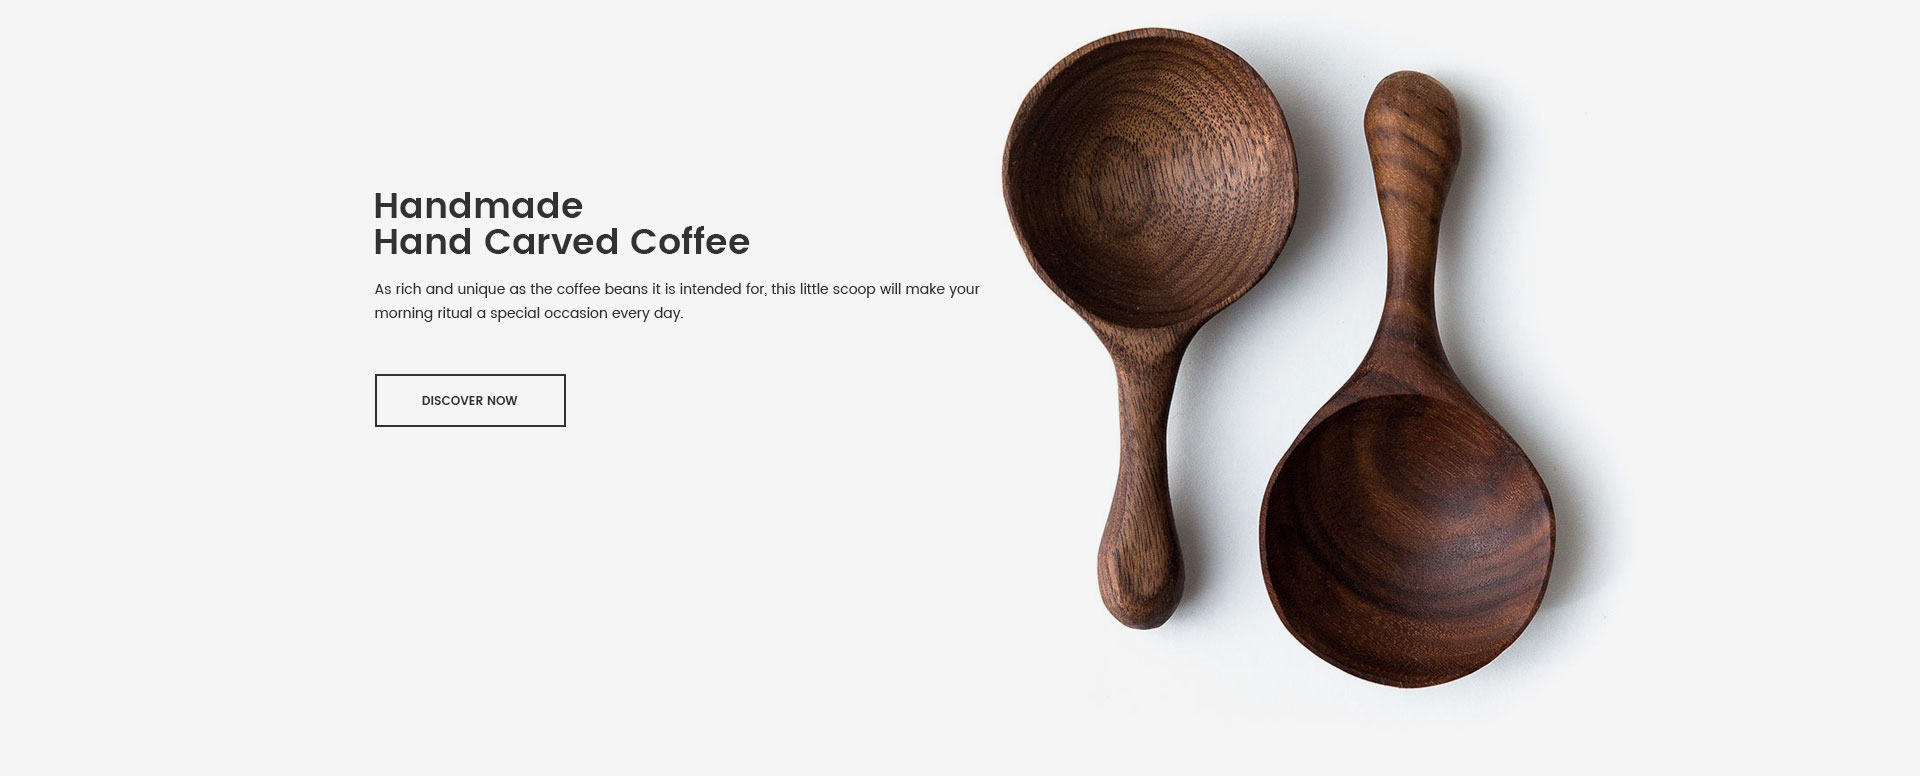 Handmade
Hand Carved Coffee
As rich and unique as the coffee beans it is intended for, this little scoop will make your
morning ritual a special occasion every day.
DISCOVER NOW